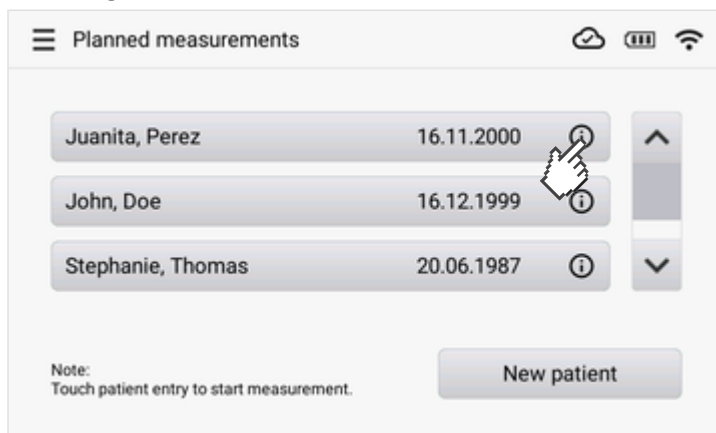 Planned measurements
Juanita, Perez 16.11.2000
John, Doe 16.12.1999
Stephanie, Thomas 20.06.1987
Note:
Touch patient entry to start measurement.
New patient